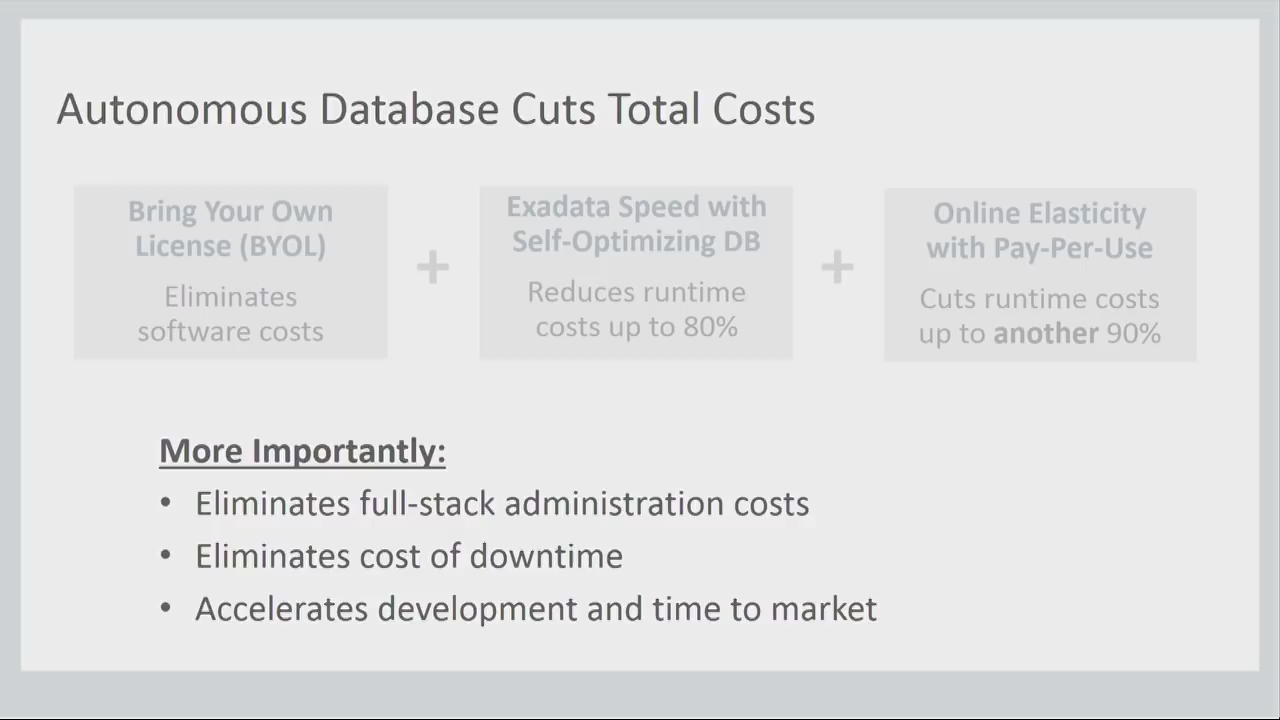 Autonomous Database Cuts Total Costs
Bring Your Own
License (BYOL)
Eliminates
software costs
+
Exadata Speed with
Self-Optimizing DB
Reduces runtime
costs up to 80%
+
Online Elasticity
with Pay-Per-Use
Cuts runtime costs
up to another 90%
More Importantly:
• Eliminates full-stack administration costs
• Eliminates cost of downtime
• Accelerates development and time to market